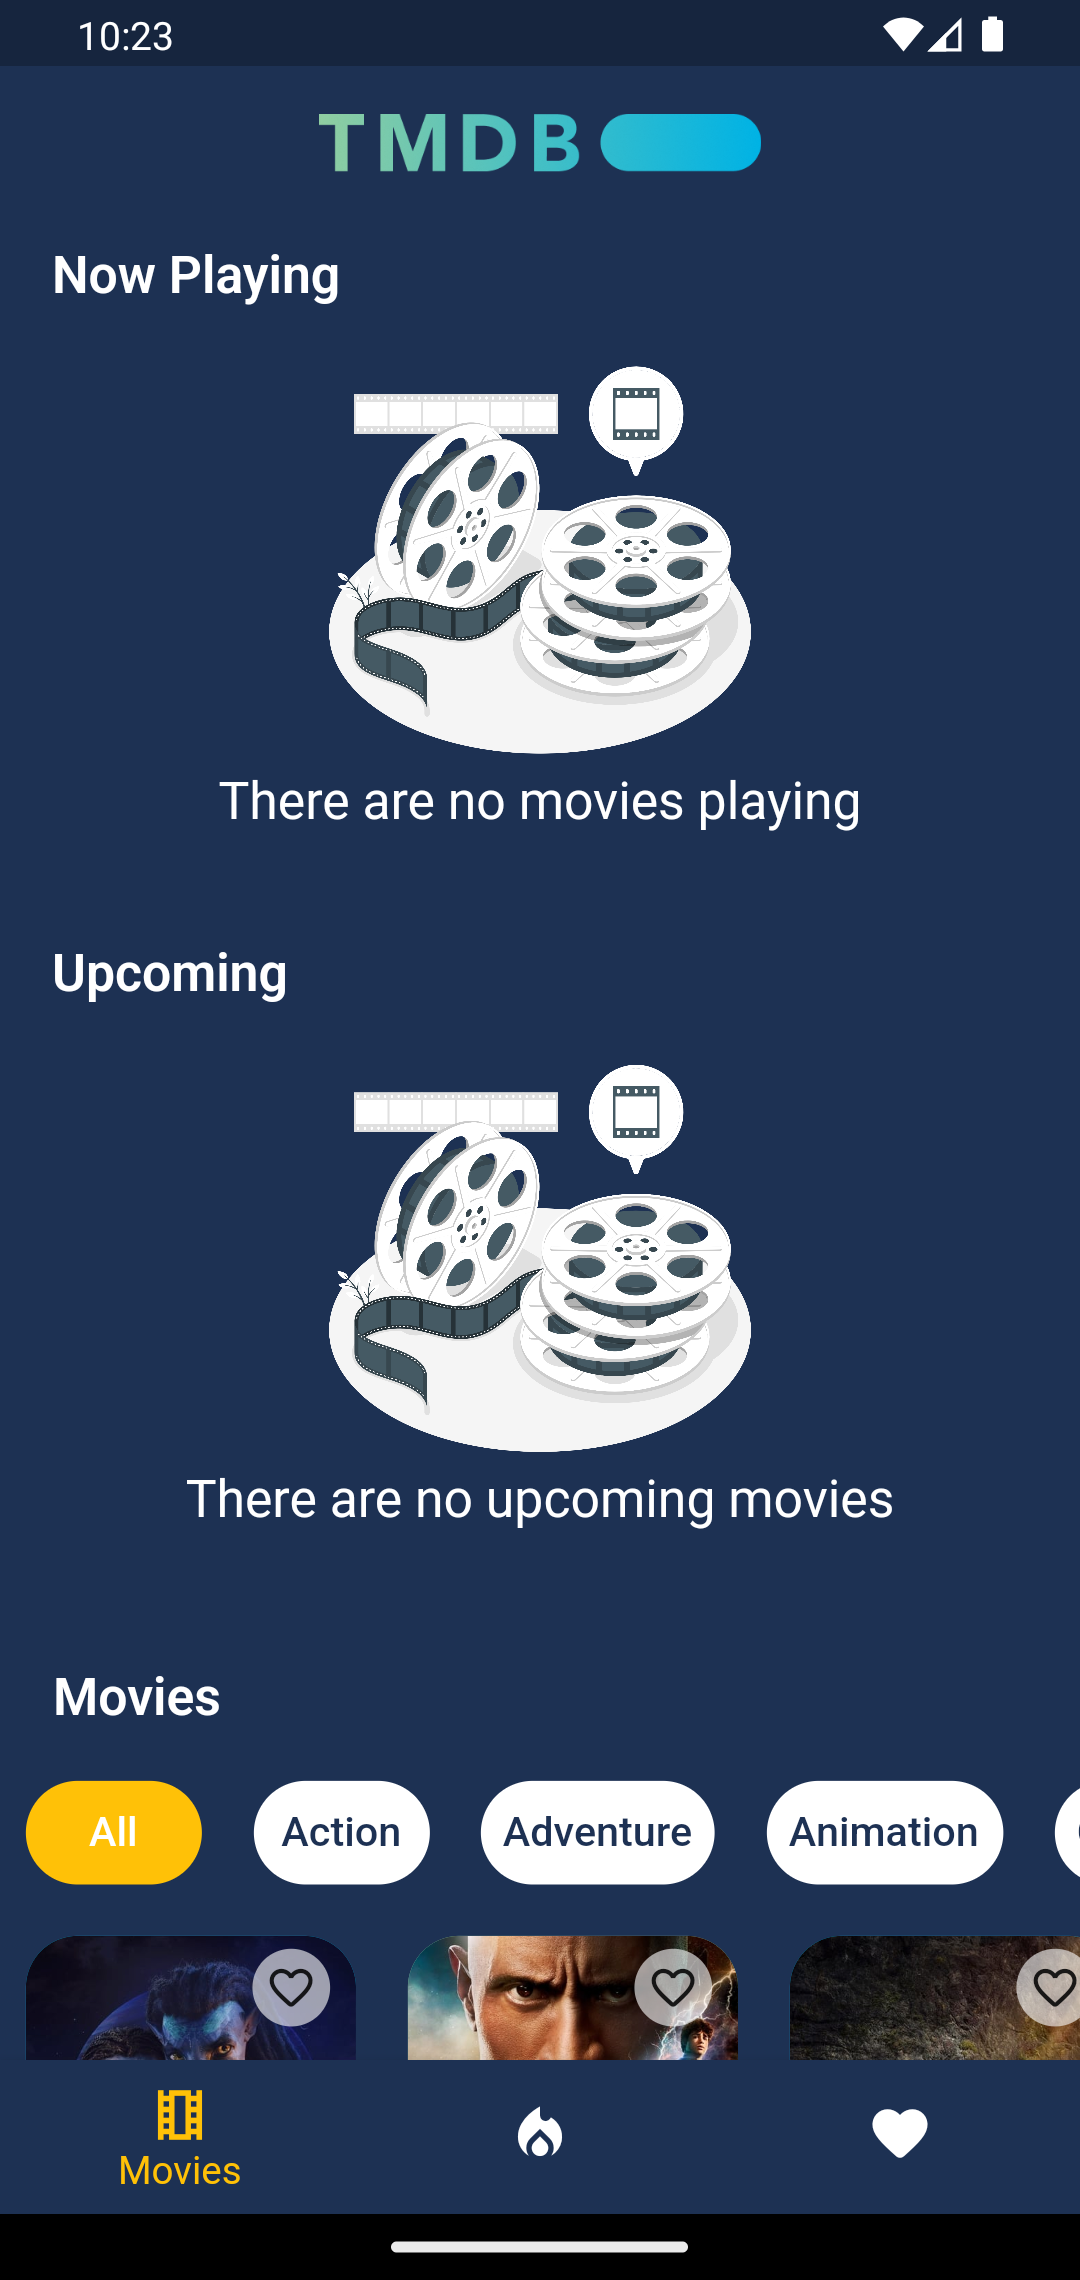 10:23
TMDB
Now Playing
There are no movies playing
Upcoming
There are no upcoming movies
Movies
All Action Adventure Animation
Movies